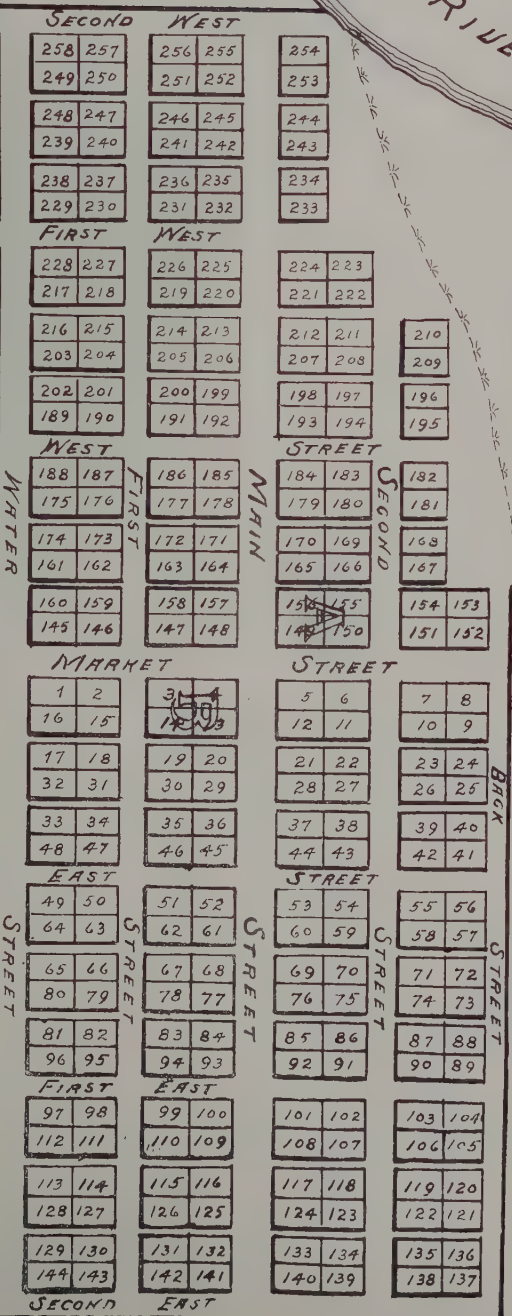 RIVE
SECOND WEST
258 257 256 255 254
249 250 251 252 253
248 247 246 245 244
239 240 241 242 243
238 237 236 235 234
229 230 231 232 233
FIRST WEST
228 227 226 225 224 223
217 218 219 220 221 222
216 215 214 213 212 211 210
203 204 205 206 207 208 209
202 201 200 199 198 197 196
189 190 191 192 193 194 195
WEST STREET
188 187 186 185 184 183 182
175 176 177 178 179 180 181
174 173 172 171 170 169 168
161 162 163 164 165 166 167
160 159 158 157 156 155 154 153
145 146 147 148 149 150 151 152
WATER
FIRST
MAIN
SECOND
MARKET STREET
1 2 3 4 5 6 7 8
16 15 14 13 12 11 10 9
17 18 19 20 21 22 23 24
32 31 30 29 28 27 26 25
33 34 35 36 37 38 39 40
48 47 46 45 44 43 42 41
BACK
EAST STREET
49 50 51 52 53 54 55 56
64 63 62 61 60 59 58 57
65 66 67 68 69 70 71 72
80 79 78 77 76 75 74 73
81 82 83 84 85 86 87 88
96 95 94 93 92 91 90 89
STREET
STREET
STREET
STREET
STREET
FIRST EAST
97 98 99 100 101 102 103 104
112 111 110 109 108 107 106 105
113 114 115 116 117 118 119 120
128 127 126 125 124 123 122 121
129 130 131 132 133 134 135 136
144 143 142 141 140 139 138 137
SECOND EAST